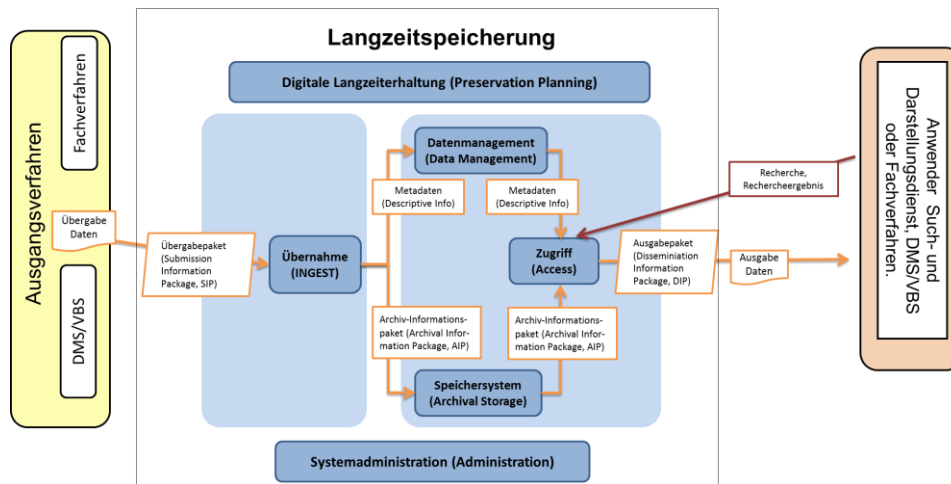 Langzeitspeicherung
Digitale Langzeiterhaltung (Preservation Planning)
Ausgangsverfahren
Fachverfahren
DMS/VBS
Übergabe
Daten
Übergabepaket
(Submission
Information
Package, SIP)
Übernahme
(INGEST)
Datenmanagement
(Data Management)
Metadaten
(Descriptive Info)
Metadaten
(Descriptive Info)
Archiv-Informations-
paket (Archival Infor-
mation Package, AIP)
Archiv-Informations-
paket (Archival Infor-
mation Package, AIP)
Speichersystem
(Archival Storage)
Zugriff
(Access)
Ausgabepaket
(Disseminiation
Information
Package, DIP)
Ausgabe
Daten
Recherche,
Rechercheergebnis
Anwender Such- und
Darstellungsdienst, DMS/VBS
oder Fachverfahren.
Systemadministration (Administration)